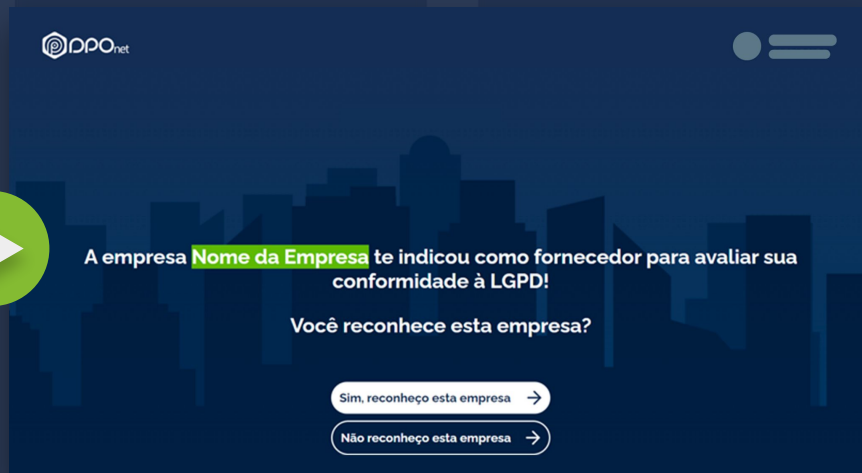 DPOnet
A empresa Nome da Empresa te indicou como fornecedor para avaliar sua
conformidade à LGPD!
Você reconhece esta empresa?
Sim, reconheço esta empresa
Não reconheço esta empresa